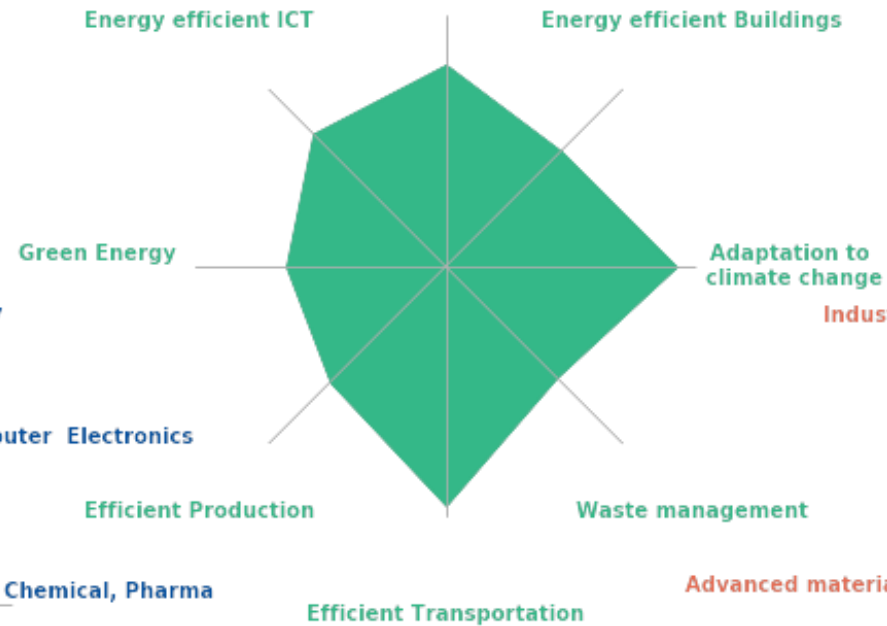 Energy efficient ICT
Energy efficient Buildings
Green Energy
Adaptation to
climate change
Electronics
Efficient Production
Waste management
Chemical, Pharma
Advanced
Efficient Transportation